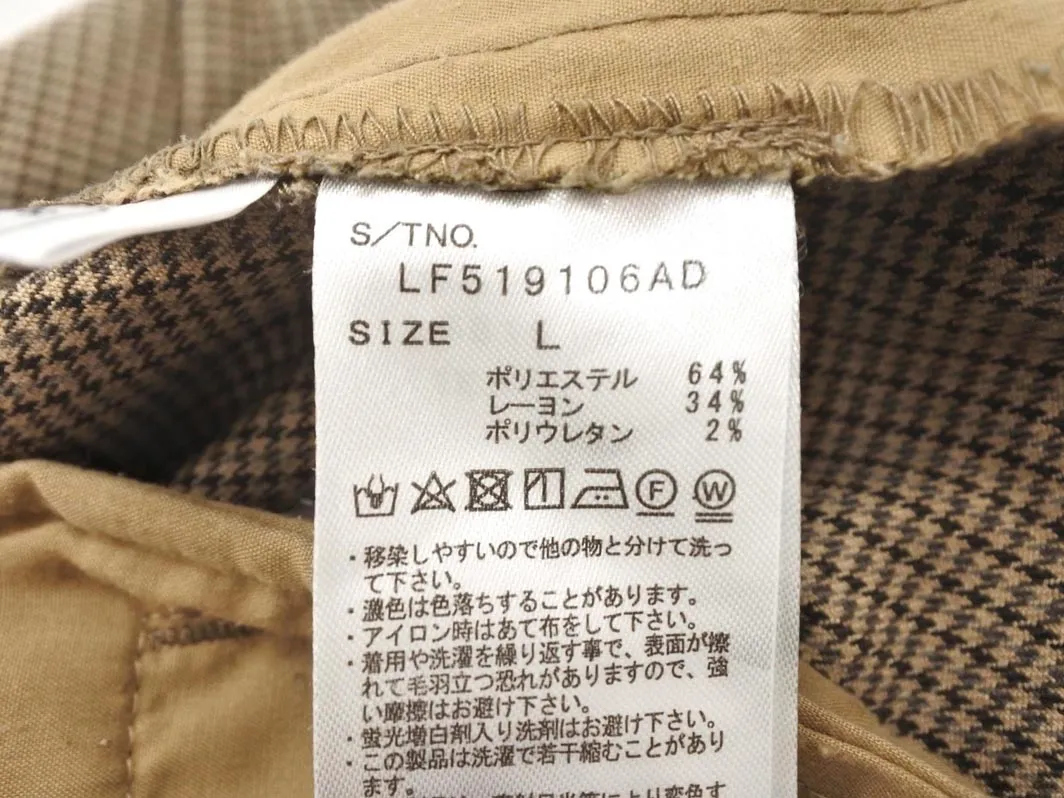 S/TNO.
LF519106AD
SIZE L
ポリエステル 64%
レーヨン 34%
ポリウレタン 2%
F W
・移染しやすいので他の物と分けて洗っ
て下さい。
・濃色は色落ちすることがあります。
・アイロン時はあて布をして下さい。
・着用や洗濯を繰り返す事で、表面が擦
れて毛羽立つ恐れがありますので、強
い摩擦はお避け下さい。
・蛍光増白剤入り洗剤はお避け下さい。
・この製品は洗濯で若干縮むことがあり
ます。
により変色す